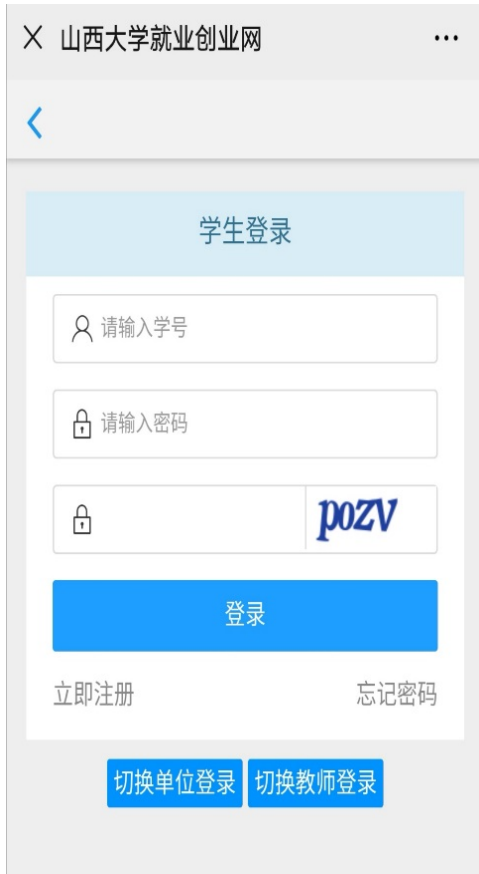 山西大学就业创业网
学生登录
请输入学号
请输入密码
pozv
登录
立即注册 忘记密码
切换单位登录 切换教师登录